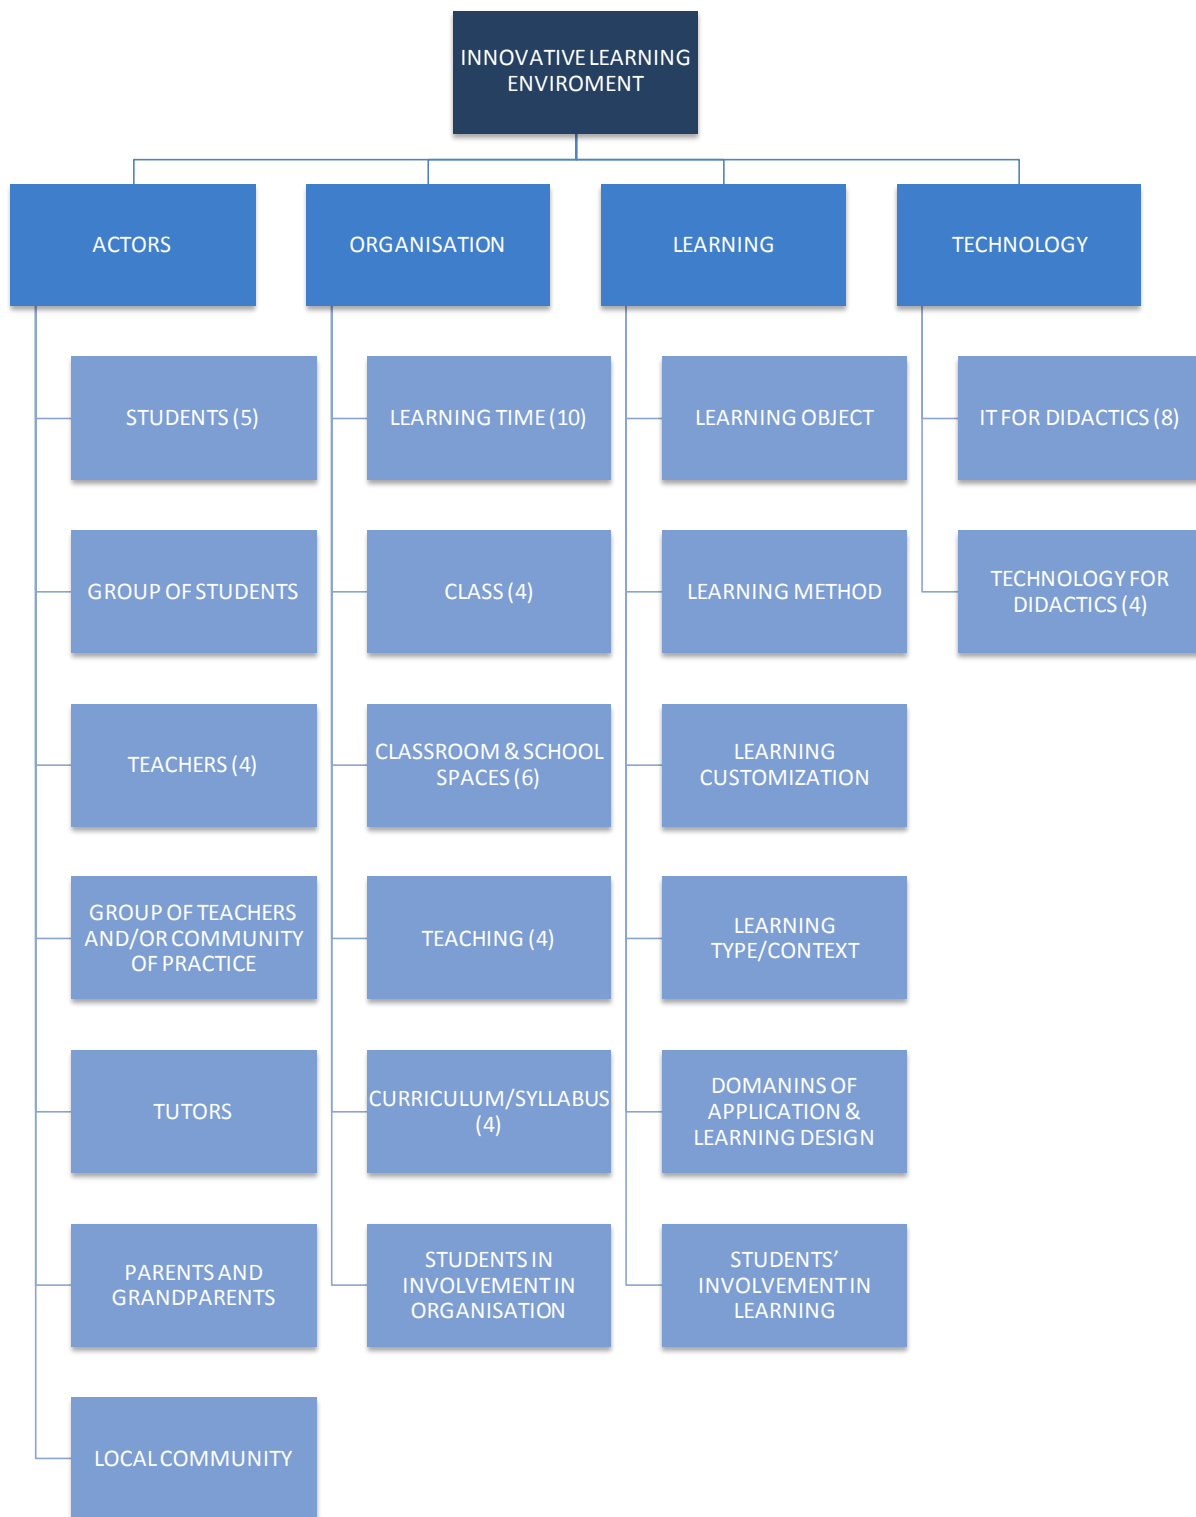 INNOVATIVE LEARNING
ENVIROMENT
ACTORS
ORGANISATION
LEARNING
TECHNOLOGY
STUDENTS (5)
LEARNING TIME (10)
LEARNING OBJECT
IT FOR DIDACTICS (8)
GROUP OF STUDENTS
CLASS (4)
LEARNING METHOD
TECHNOLOGY FOR
DIDACTICS (4)
TEACHERS (4)
CLASSROOM & SCHOOL
SPACES (6)
LEARNING
CUSTOMIZATION
GROUP OF TEACHERS
AND/OR COMMUNITY
OF PRACTICE
TEACHING (4)
LEARNING
TYPE/CONTEXT
TUTORS
CURRICULUM/SYLLABUS
(4)
DOMANINS OF
APPLICATION &
LEARNING DESIGN
PARENTS AND
GRANDPARENTS
STUDENTS IN
INVOLVEMENT IN
ORGANISATION
STUDENTS’
INVOLVEMENT IN
LEARNING
LOCAL COMMUNITY